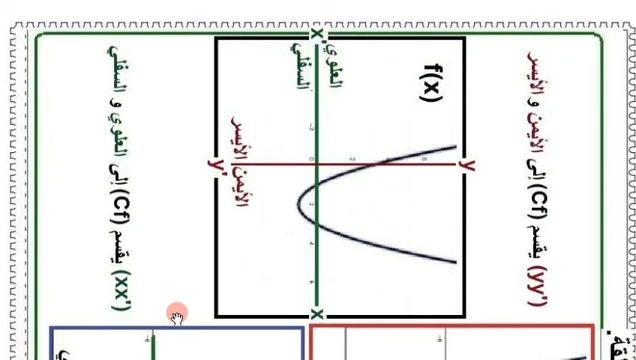 (yy') يقسم (Cf) إلى الأيمن و الأيسر
f(x)
y
x'
x
العلوي
السفلي
الأيمن
الأيسر
y'
(xx') يقسم (Cf) إلى العلوي و السفلي